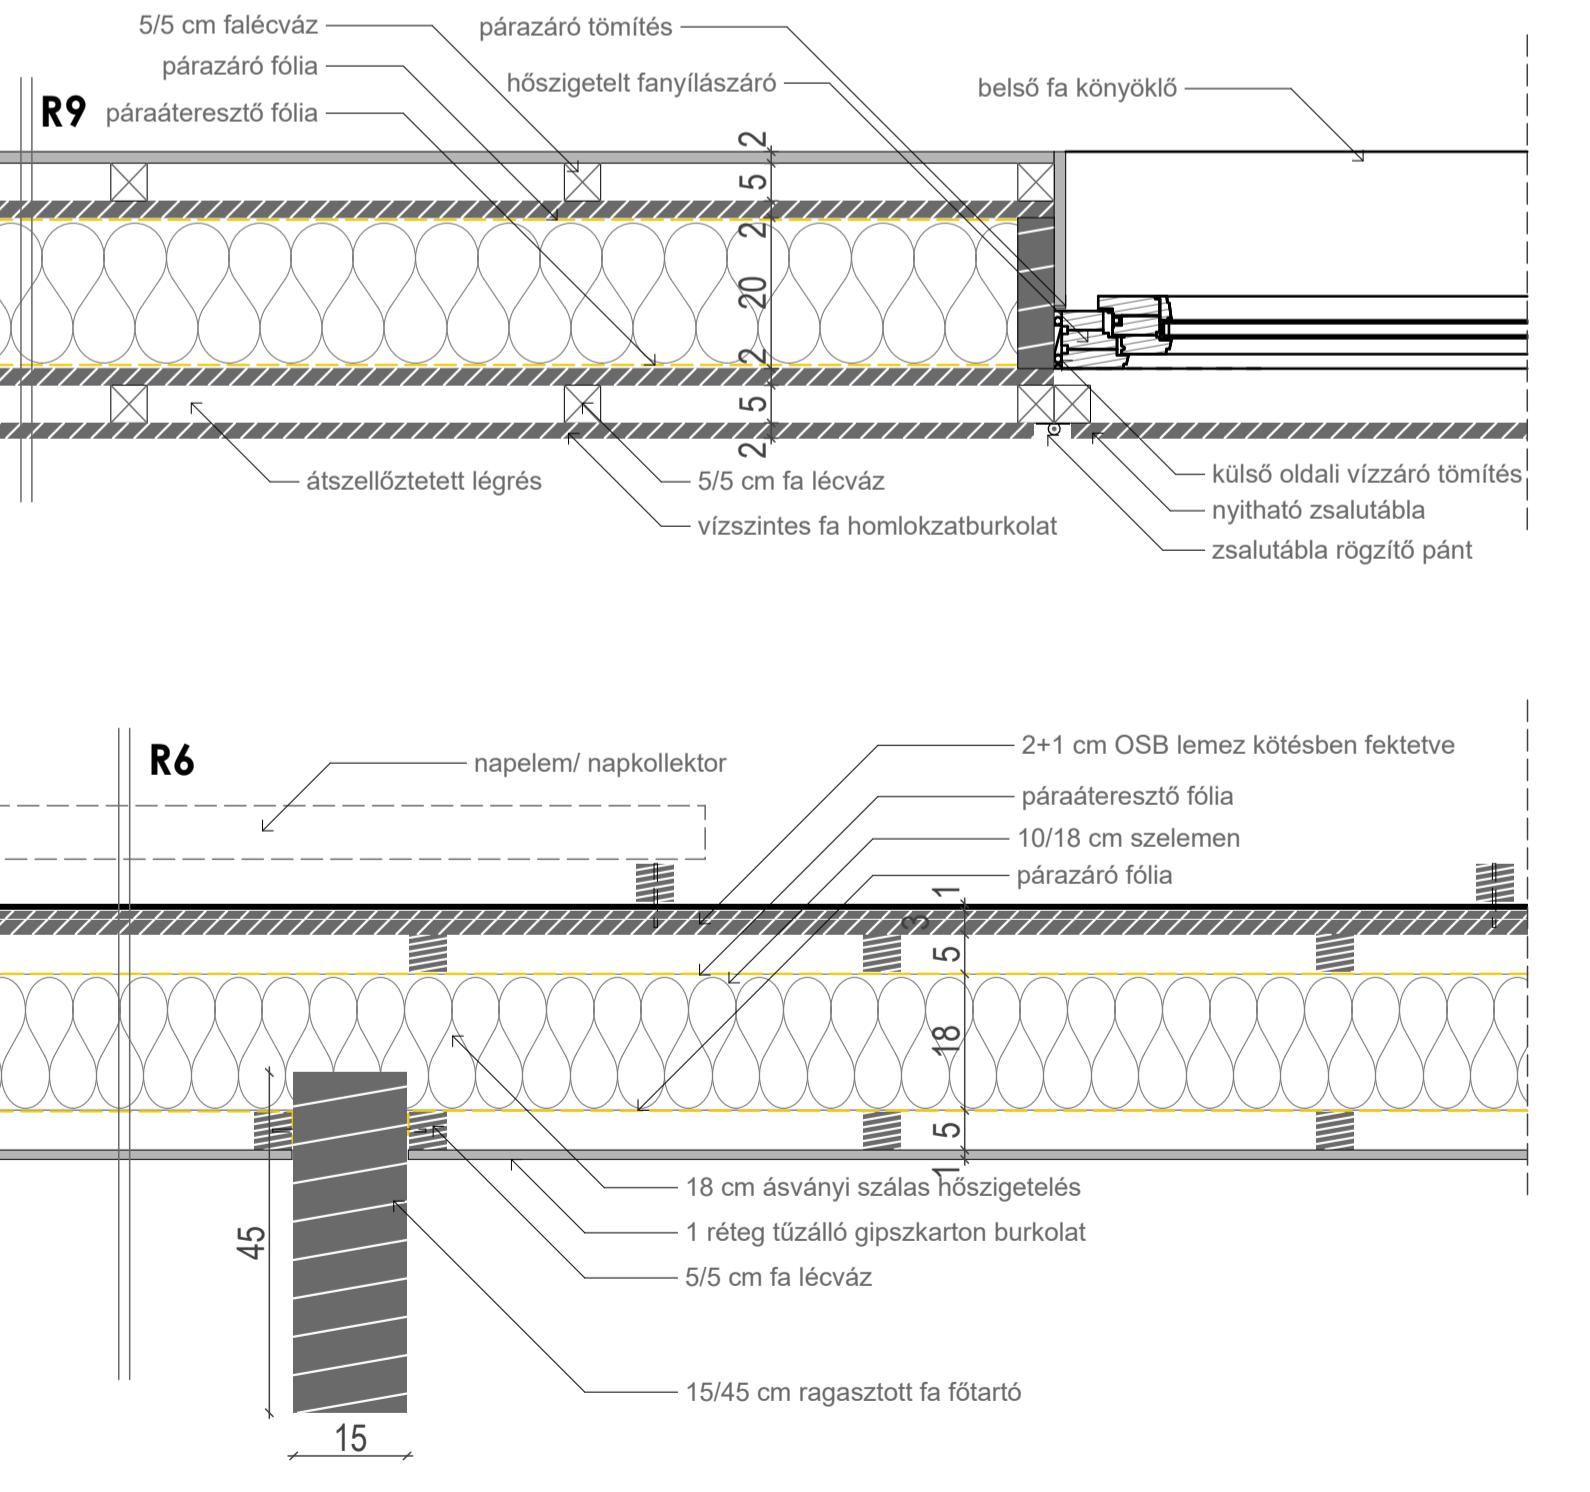 5/5 cm falécváz
párazáró tömítés
párazáró fólia
hőszigetelt fanyílászáró
belső fa könyöklő
R9
páraáteresztő fólia
2
5
2
20
2
5
2
átszellőztetett légrés
5/5 cm fa lécváz
vízszintes fa homlokzatburkolat
külső oldali vízzáró tömítés
nyitható zsalutábla
zsalutábla rögzítő pánt
R6
napelem/ napkollektor
2+1 cm OSB lemez kötésben fektetve
páraáteresztő fólia
10/18 cm szelemen
párazáró fólia
1
3
5
18
5
1
18 cm ásványi szálas hőszigetelés
1 réteg tűzálló gipszkarton burkolat
5/5 cm fa lécváz
15/45 cm ragasztott fa főtartó
45
15